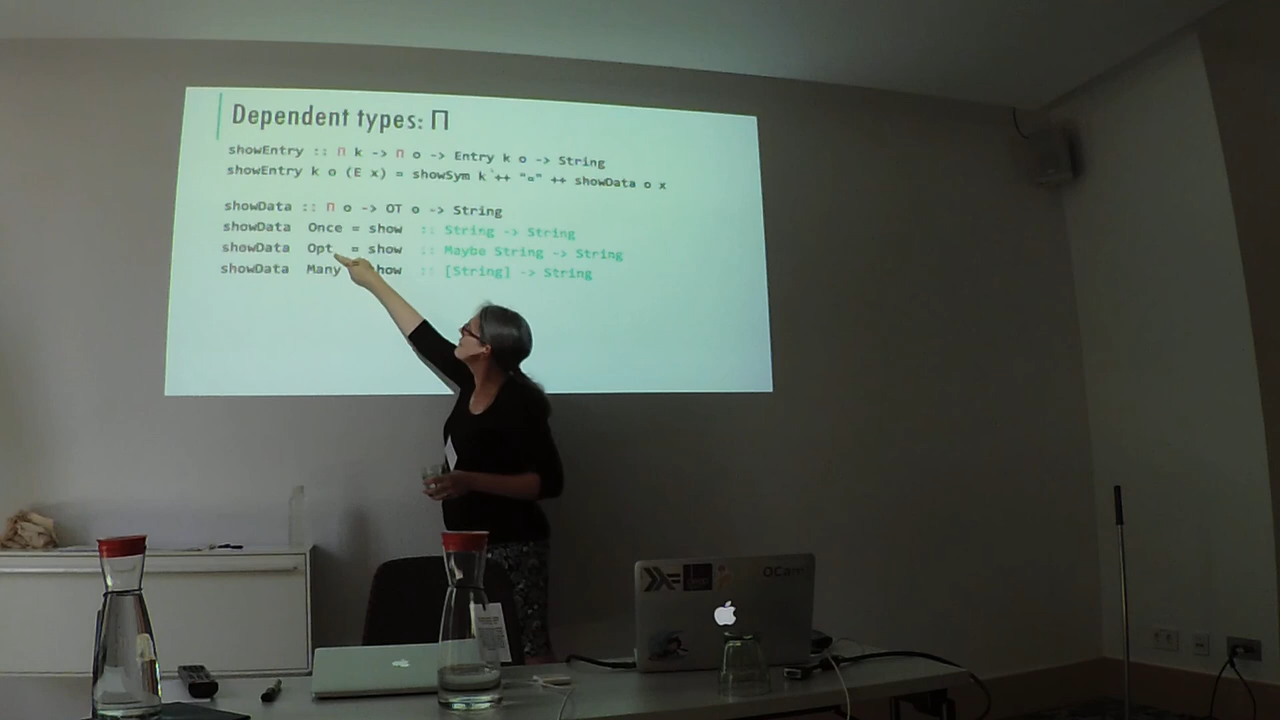 Dependent types: Π
showEntry :: Π k -> Π o -> Entry k o -> String
showEntry k o (E x) = showSym k ++ "=" ++ showData o x
showData :: Π o -> OT o -> String
showData Once = show :: String -> String
showData Opt = show :: Maybe String -> String
showData Many show :: [String] -> String
OCaml